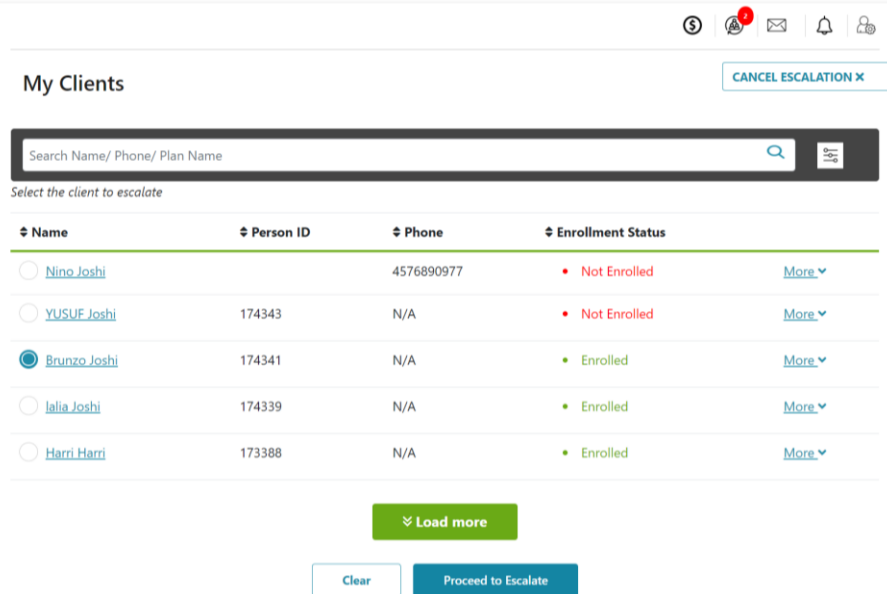 2
My Clients
CANCEL ESCALATION ×
Search Name/ Phone/ Plan Name
Select the client to escalate
Name Person ID Phone Enrollment Status
Nino Joshi 4576890977 • Not Enrolled More
YUSUF Joshi 174343 N/A • Not Enrolled More
Brunzo Joshi 174341 N/A • Enrolled More
lalia Joshi 174339 N/A • Enrolled More
Harri Harri 173388 N/A • Enrolled More
Load more
Clear Proceed to Escalate